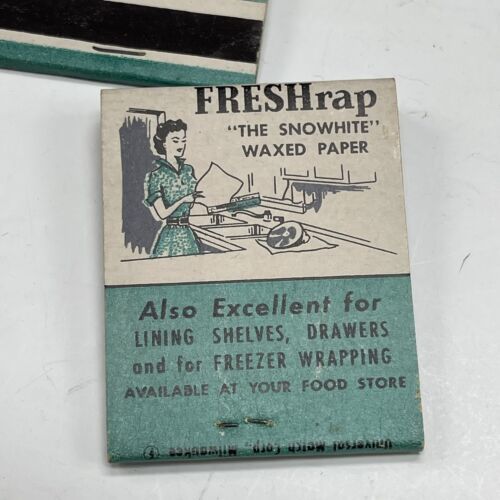 FRESHrap
"THE SNOWHITE"
WAXED PAPER
Also Excellent for
LINING SHELVES, DRAWERS
and for FREEZER WRAPPING
AVAILABLE AT YOUR FOOD STORE
Universal Match Corp., Milwaukee